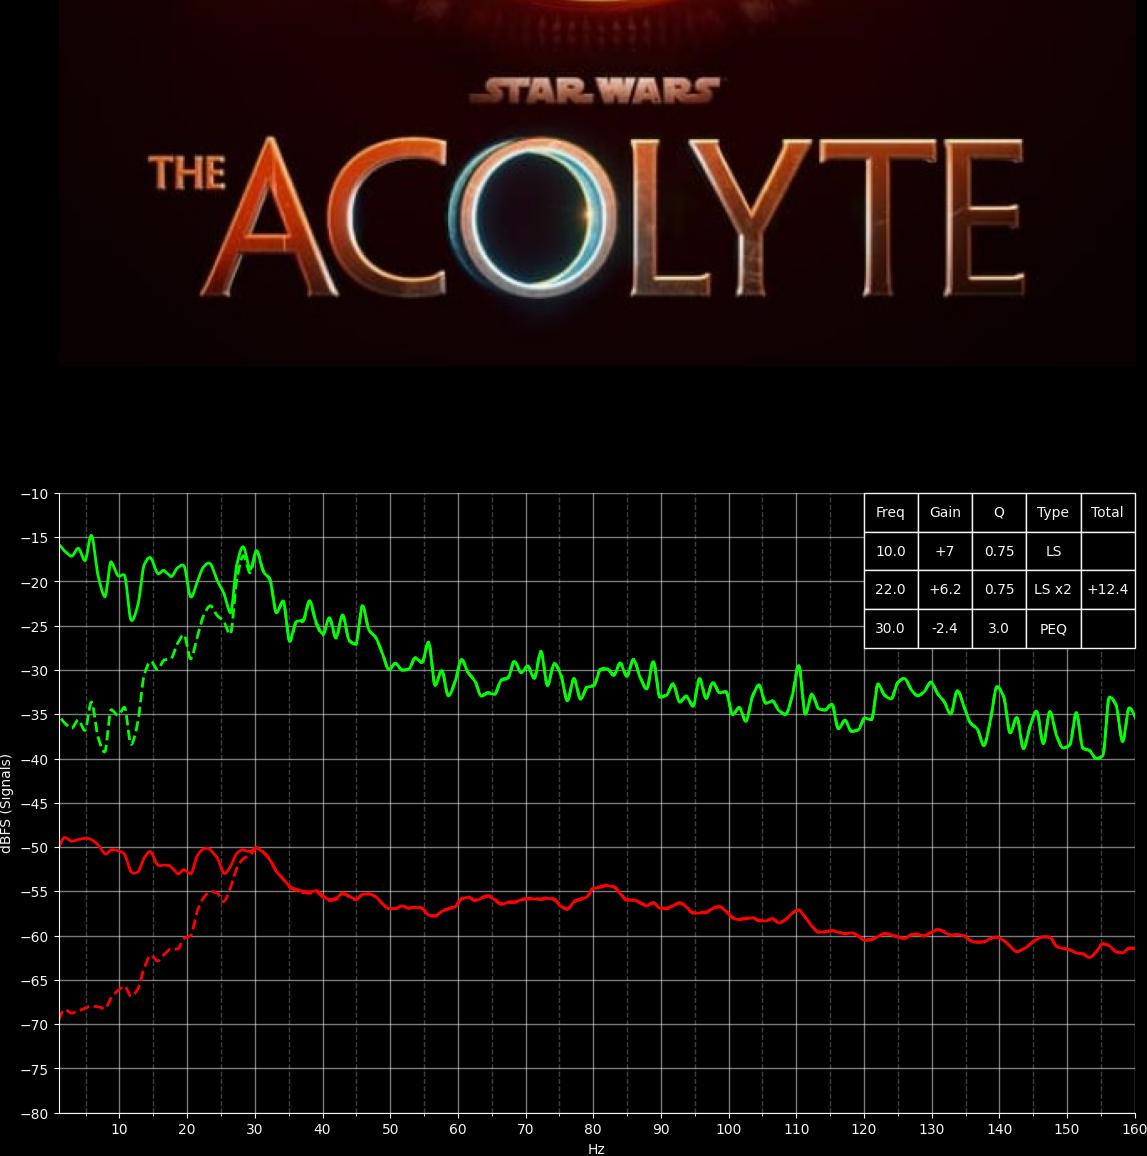 STAR WARS
THE ACOLYTE
Freq Gain Q Type Total
10.0 +7 0.75 LS
22.0 +6.2 0.75 LS x2 +12.4
30.0 -2.4 3.0 PEQ
−10
−15
−20
−25
−30
−35
−40
−45
−50
−55
−60
−65
−70
−75
−80
dBFS (Signals)
10 20 30 40 50 60 70 80 90 100 110 120 130 140 150 160
Hz